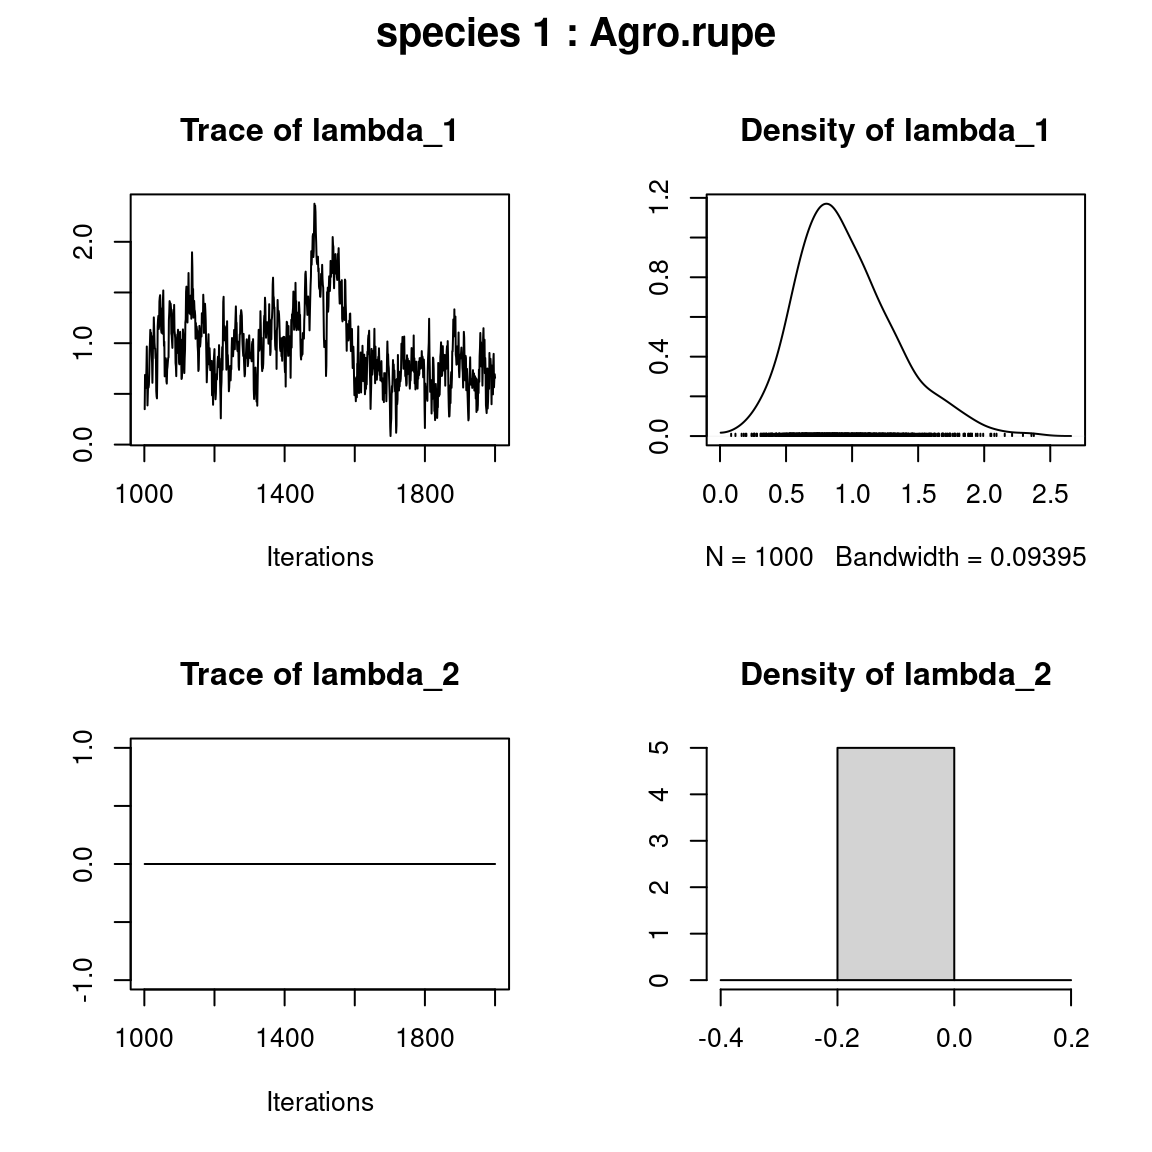 species 1 : Agro.rupe
Trace of lambda_1
0.0 1.0 2.0
1000 1400 1800
Iterations
Density of lambda_1
0.0 0.4 0.8 1.2
0.0 0.5 1.0 1.5 2.0 2.5
N = 1000 Bandwidth = 0.09395
Trace of lambda_2
-1.0 0.0 1.0
1000 1400 1800
Iterations
Density of lambda_2
0 1 2 3 4 5
-0.4 -0.2 0.0 0.2